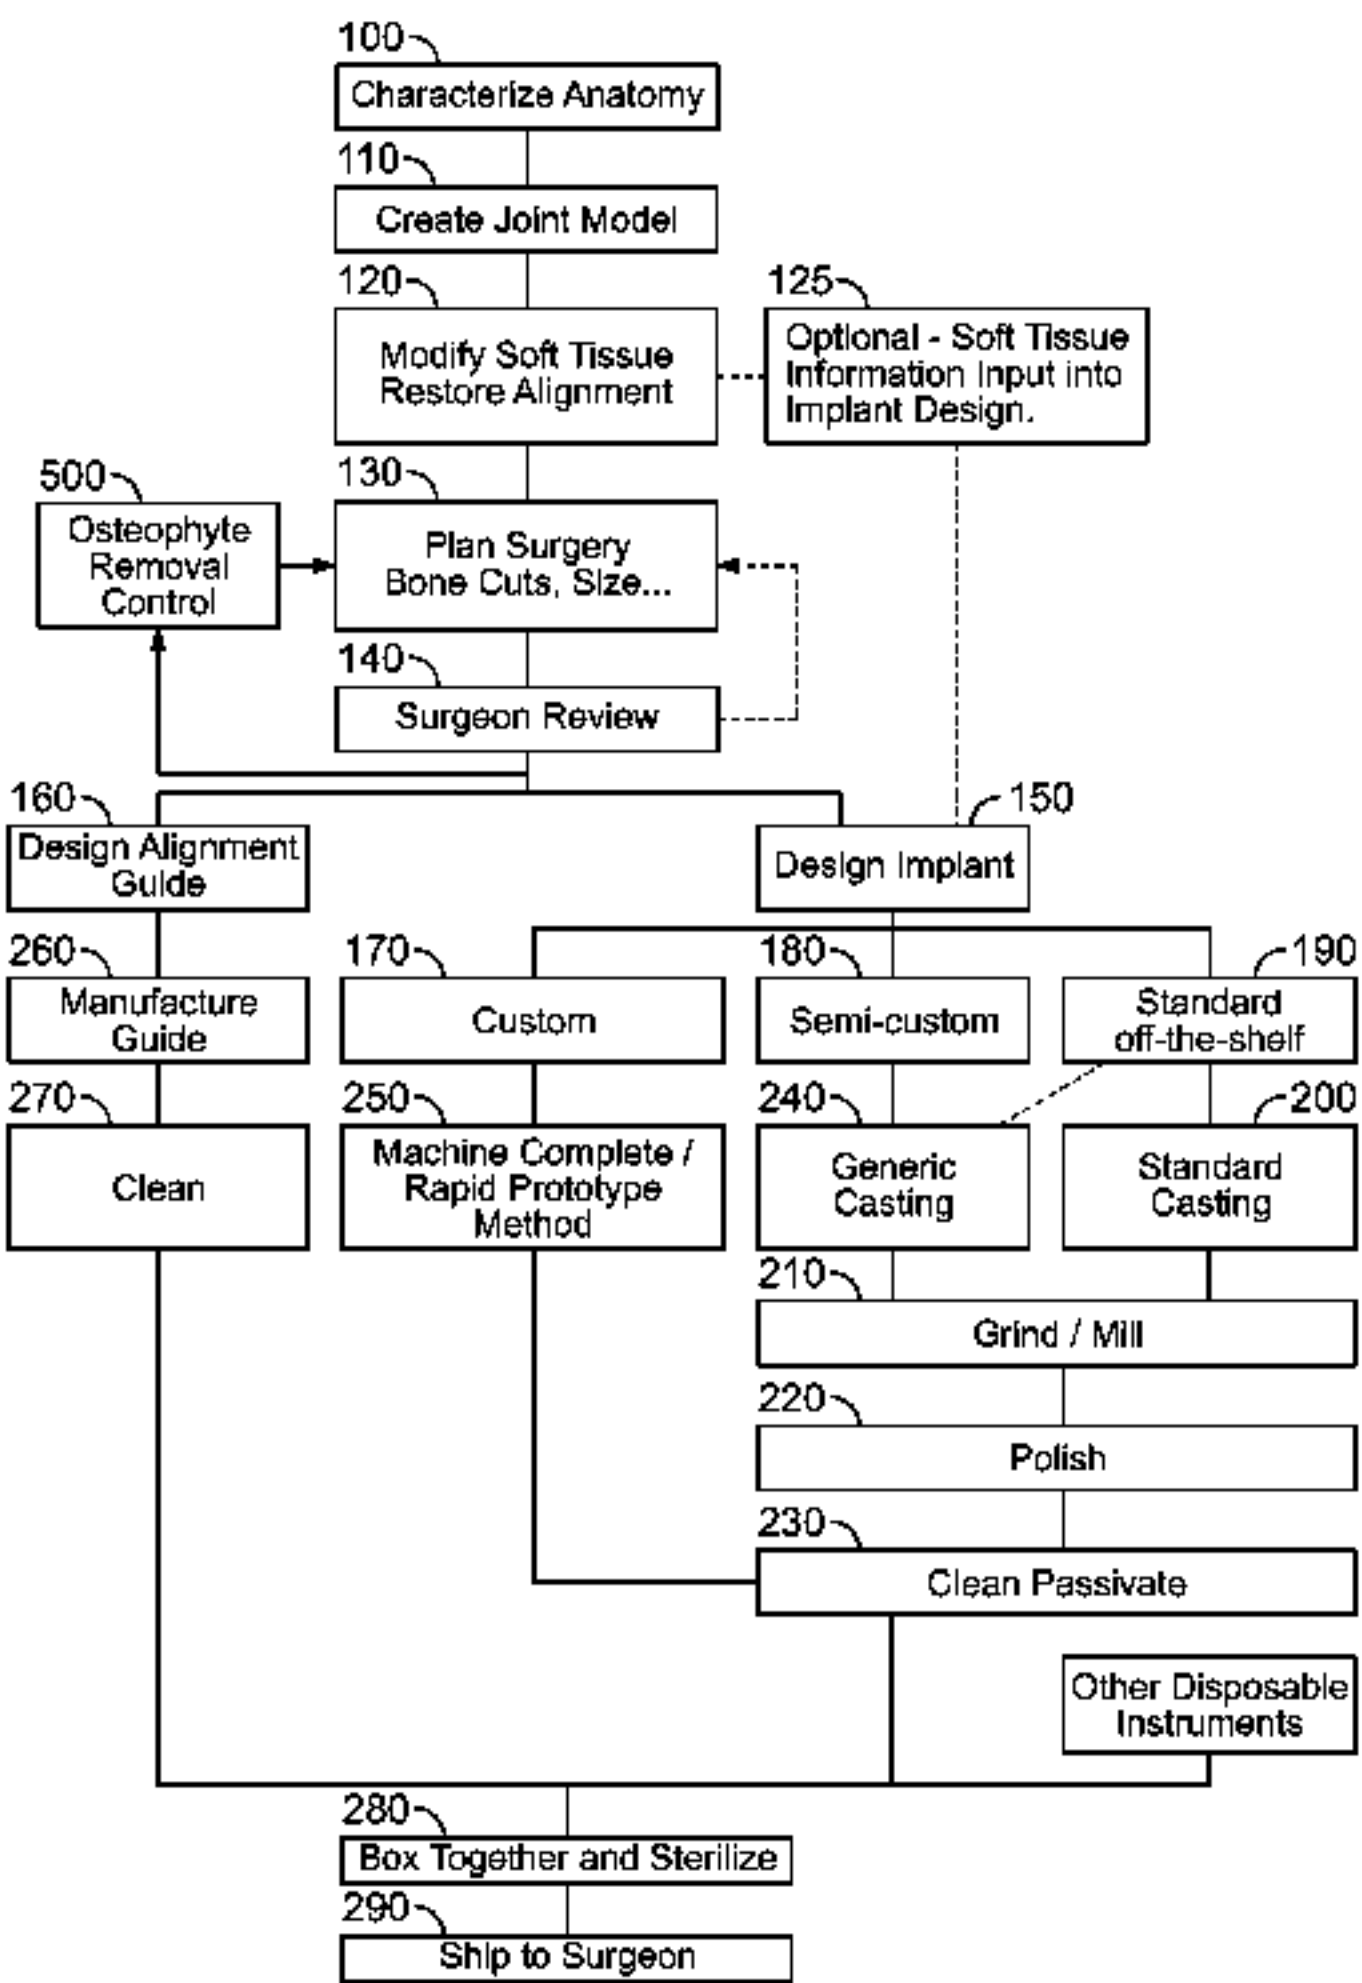 100
Characterize Anatomy
110
Create Joint Model
120
Modify Soft Tissue
Restore Alignment
125
Optional - Soft Tissue
Information Input into
Implant Design.
500
Osteophyte
Removal
Control
130
Plan Surgery
Bone Cuts, Size...
140
Surgeon Review
160
Design Alignment
Guide
150
Design Implant
260
Manufacture
Guide
170
Custom
180
Semi-custom
190
Standard
off-the-shelf
270
Clean
250
Machine Complete /
Rapid Prototype
Method
240
Generic
Casting
200
Standard
Casting
210
Grind / Mill
220
Polish
230
Clean Passivate
Other Disposable
Instruments
280
Box Together and Sterilize
290
Ship to Surgeon